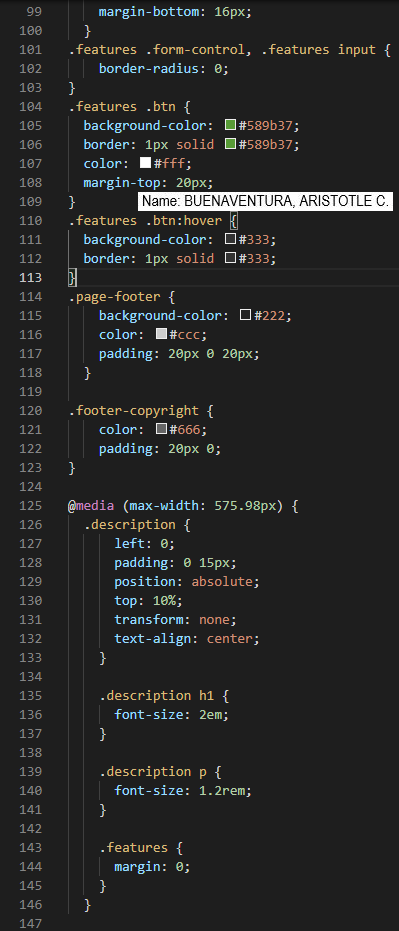 99 margin-bottom: 16px;
100 }
101 .features .form-control, .features input {
102 border-radius: 0;
103 }
104 .features .btn {
105 background-color: #589b37;
106 border: 1px solid #589b37;
107 color: #fff;
108 margin-top: 20px;
Name: BUENAVENTURA, ARISTOTLE C.
109 }
110 .features .btn:hover {
111 background-color: #333;
112 border: 1px solid #333;
113 }
114 .page-footer {
115 background-color: #222;
116 color: #ccc;
117 padding: 20px 0 20px;
118 }
119
120 .footer-copyright {
121 color: #666;
122 padding: 20px 0;
123 }
124
125 @media (max-width: 575.98px) {
126 .description {
127 left: 0;
128 padding: 0 15px;
129 position: absolute;
130 top: 10%;
131 transform: none;
132 text-align: center;
133 }
134
135 .description h1 {
136 font-size: 2em;
137 }
138
139 .description p {
140 font-size: 1.2rem;
141 }
142
143 .features {
144 margin: 0;
145 }
146 }
147